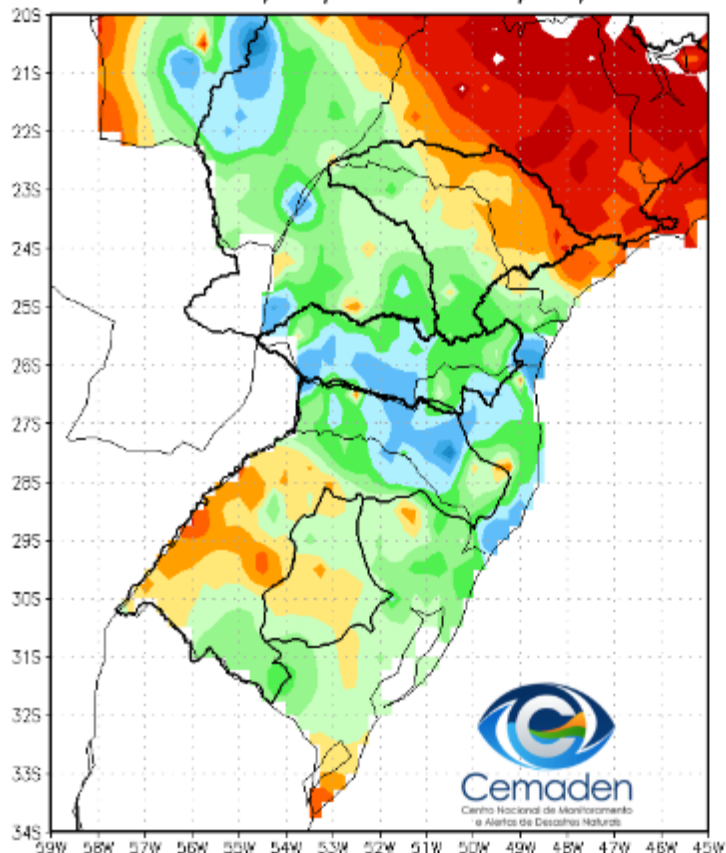 20S
21S
22S
23S
24S
25S
26S
27S
28S
29S
30S
31S
32S
33S
34S
59W 58W 57W 56W 55W 54W 53W 52W 51W 50W 49W 48W 47W 46W 45W
Cemaden
Centro Nacional de Monitoramento
e Alertas de Desastres Naturais